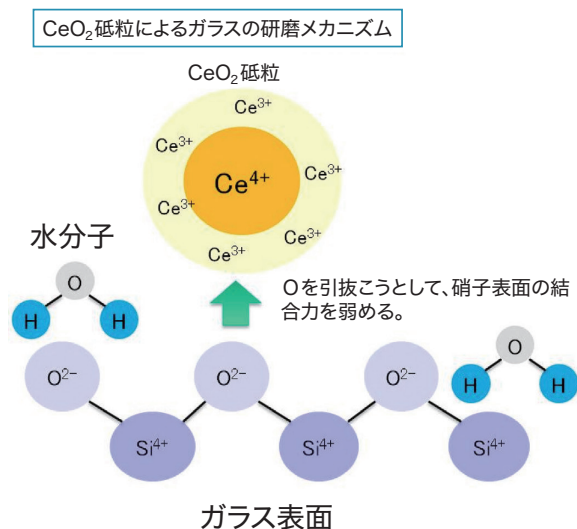 CeO₂砥粒によるガラスの研磨メカニズム
CeO₂砥粒
Ce³⁺
Ce³⁺
Ce³⁺
Ce⁴⁺
Ce³⁺
Ce³⁺
Ce³⁺
Ce³⁺
水分子
O
H
H
Oを引抜こうとして、硝子表面の結
合力を弱める。
O²⁻
O²⁻
O²⁻
O
H
H
Si⁴⁺
Si⁴⁺
Si⁴⁺
ガラス表面